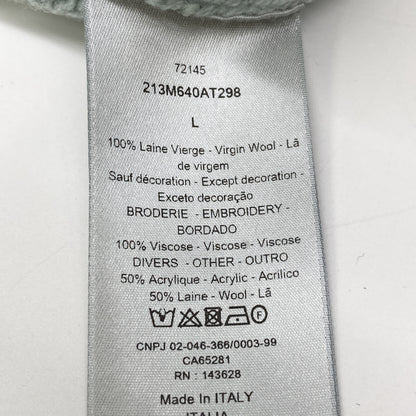 72145
213M640AT298
L
100% Laine Vierge - Virgin Wool - Lã
de virgem
Sauf décoration - Except decoration -
Exceto decoração
BRODERIE - EMBROIDERY -
BORDADO
100% Viscose - Viscose - Viscose
DIVERS - OTHER - OUTRO
50% Acrylique - Acrylic - Acrilico
50% Laine - Wool - Lã
CNPJ 02-046-366/0003-99
CA65281
RN : 143628
Made In ITALY
ITALIA